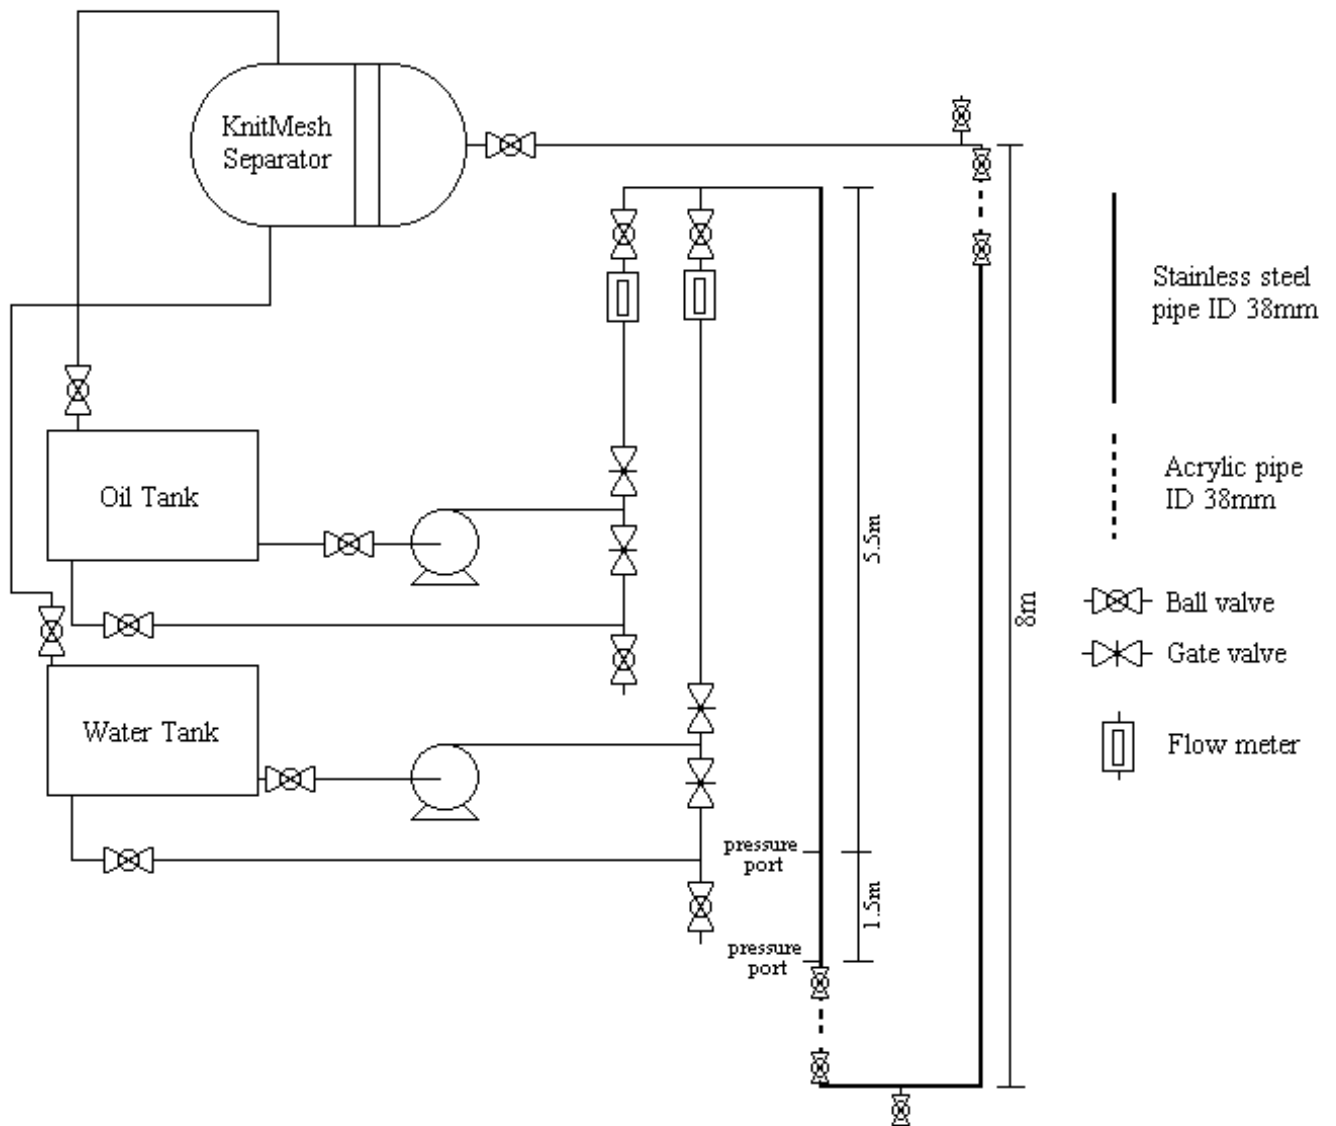 KnitMesh
Separator
Stainless steel
pipe ID 38mm
Oil Tank
Acrylic pipe
ID 38mm
5.5m
8m
Ball valve
Gate valve
Water Tank
Flow meter
pressure
port
1.5m
pressure
port